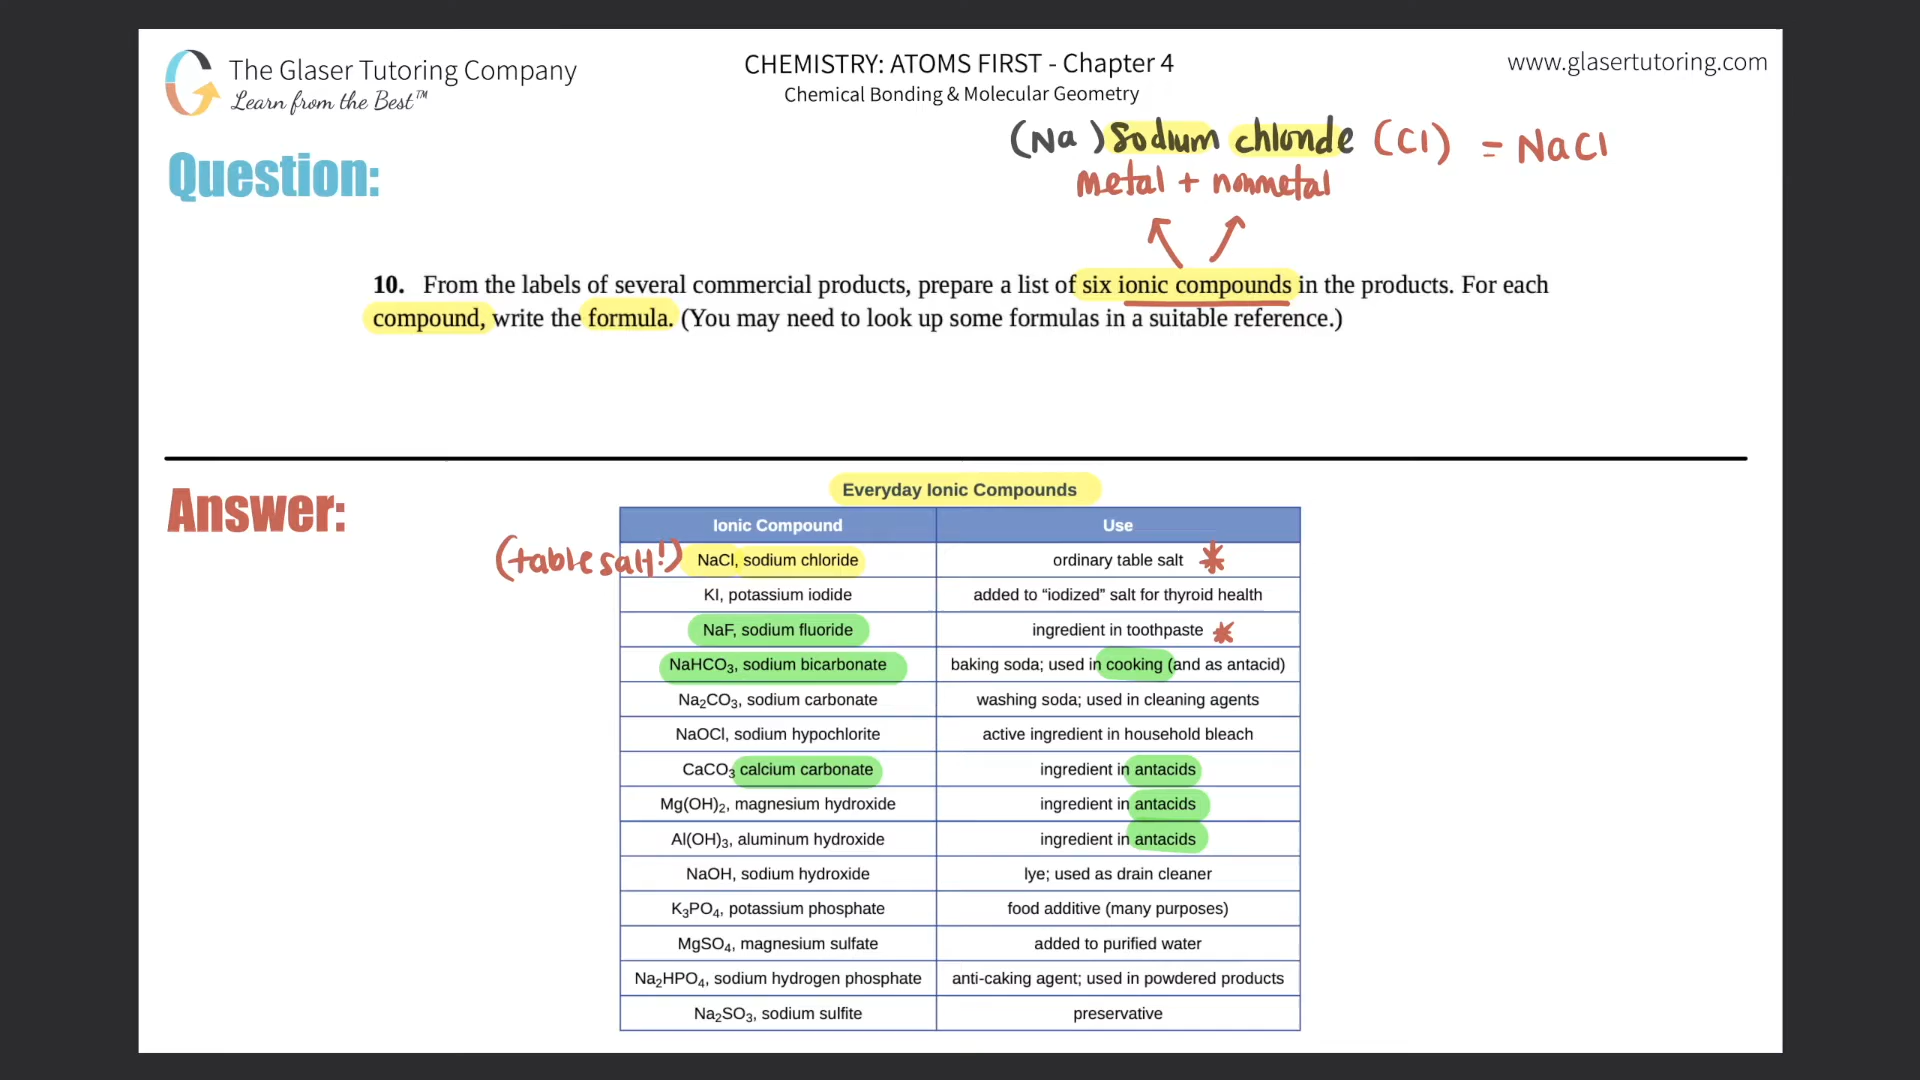 The Glaser Tutoring Company
Learn from the Best™
CHEMISTRY: ATOMS FIRST - Chapter 4
Chemical Bonding & Molecular Geometry
www.glasertutoring.com
(Na) Sodium chloride (Cl) = NaCl
metal + nonmetal
Question:
10. From the labels of several commercial products, prepare a list of six ionic compounds in the products. For each
compound, write the formula. (You may need to look up some formulas in a suitable reference.)
Answer:
Everyday Ionic Compounds
Ionic Compound Use
(table salt!) NaCl, sodium chloride ordinary table salt *
KI, potassium iodide added to “iodized” salt for thyroid health
NaF, sodium fluoride ingredient in toothpaste *
NaHCO₃, sodium bicarbonate baking soda; used in cooking (and as antacid)
Na₂CO₃, sodium carbonate washing soda; used in cleaning agents
NaOCl, sodium hypochlorite active ingredient in household bleach
CaCO₃ calcium carbonate ingredient in antacids
Mg(OH)₂, magnesium hydroxide ingredient in antacids
Al(OH)₃, aluminum hydroxide ingredient in antacids
NaOH, sodium hydroxide lye; used as drain cleaner
K₃PO₄, potassium phosphate food additive (many purposes)
MgSO₄, magnesium sulfate added to purified water
Na₂HPO₄, sodium hydrogen phosphate anti-caking agent; used in powdered products
Na₂SO₃, sodium sulfite preservative